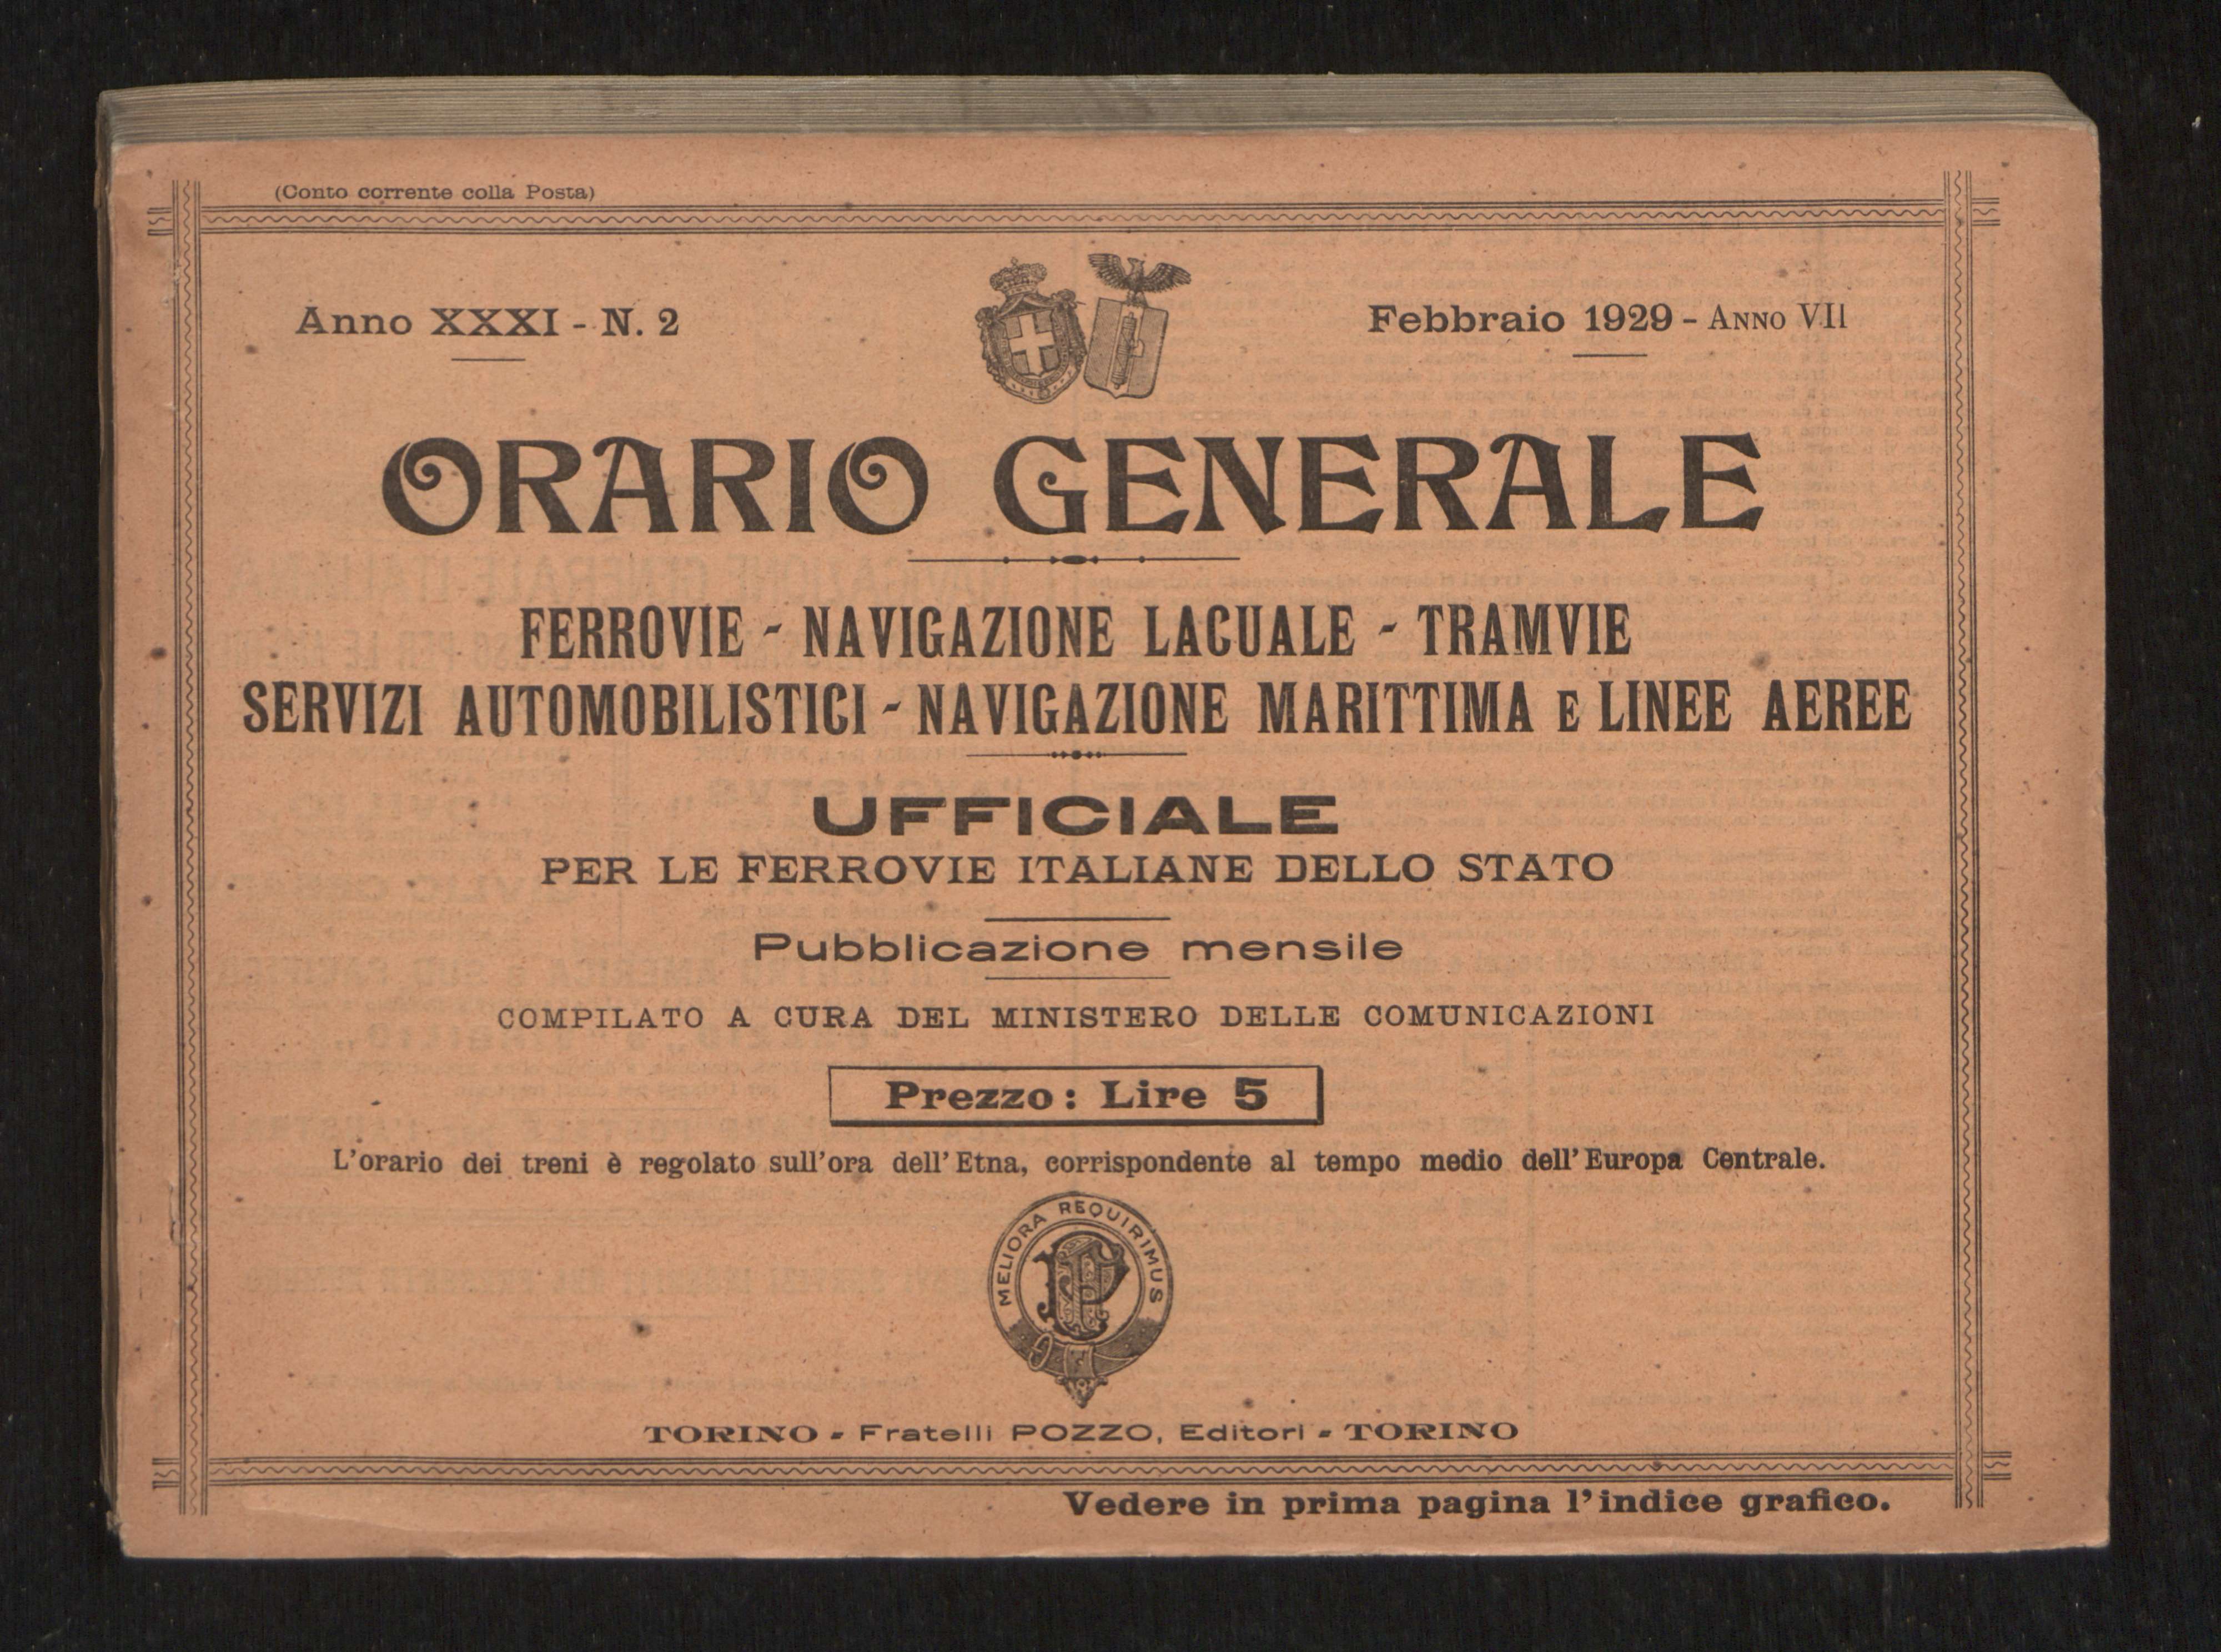 (Conto corrente colla Posta)
Anno XXXI - N. 2
Febbraio 1929 - ANNO VII
ORARIO GENERALE
FERROVIE - NAVIGAZIONE LACUALE - TRAMVIE
SERVIZI AUTOMOBILISTICI - NAVIGAZIONE MARITTIMA E LINEE AEREE
UFFICIALE
PER LE FERROVIE ITALIANE DELLO STATO
Pubblicazione mensile
COMPILATO A CURA DEL MINISTERO DELLE COMUNICAZIONI
Prezzo: Lire 5
L'orario dei treni è regolato sull'ora dell'Etna, corrispondente al tempo medio dell'Europa Centrale.
MELIORA REQUIRIMUS
FP
TORINO - Fratelli POZZO, Editori - TORINO
Vedere in prima pagina l'indice grafico.